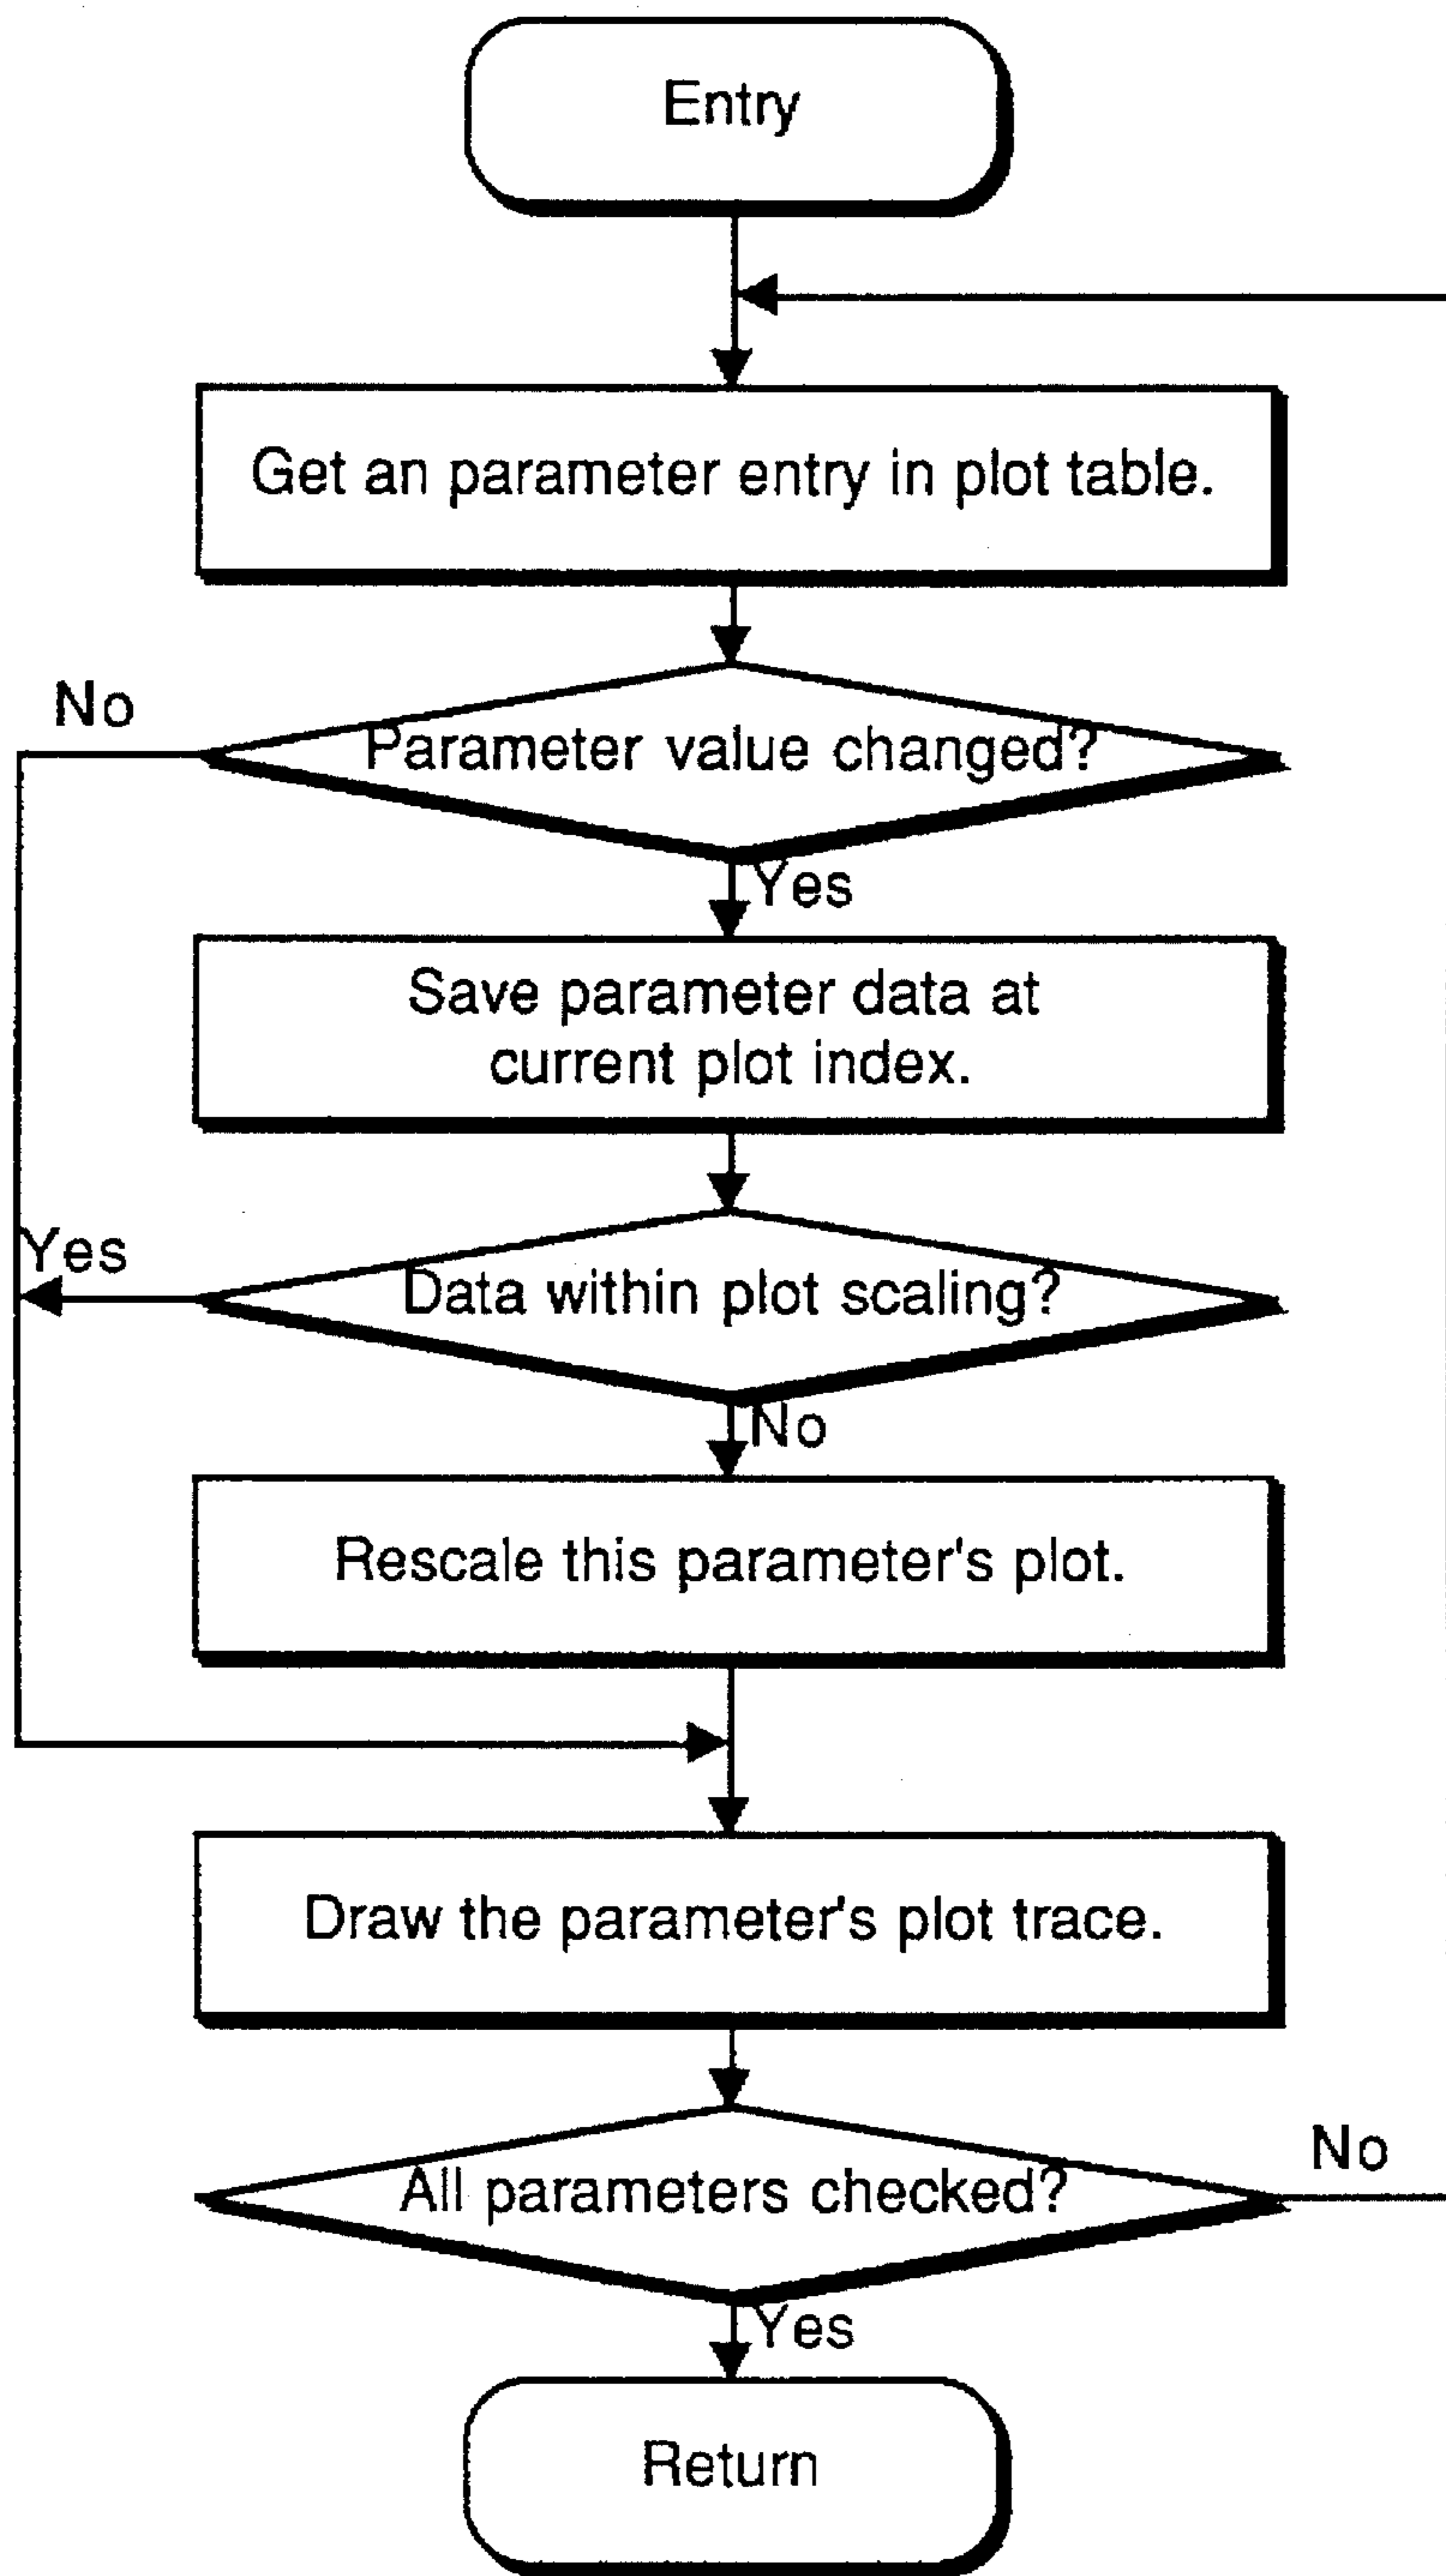 Entry
Get an parameter entry in plot table.
No
Parameter value changed?
Yes
Save parameter data at
current plot index.
Yes
Data within plot scaling?
No
Rescale this parameter's plot.
Draw the parameter's plot trace.
No
All parameters checked?
Yes
Return